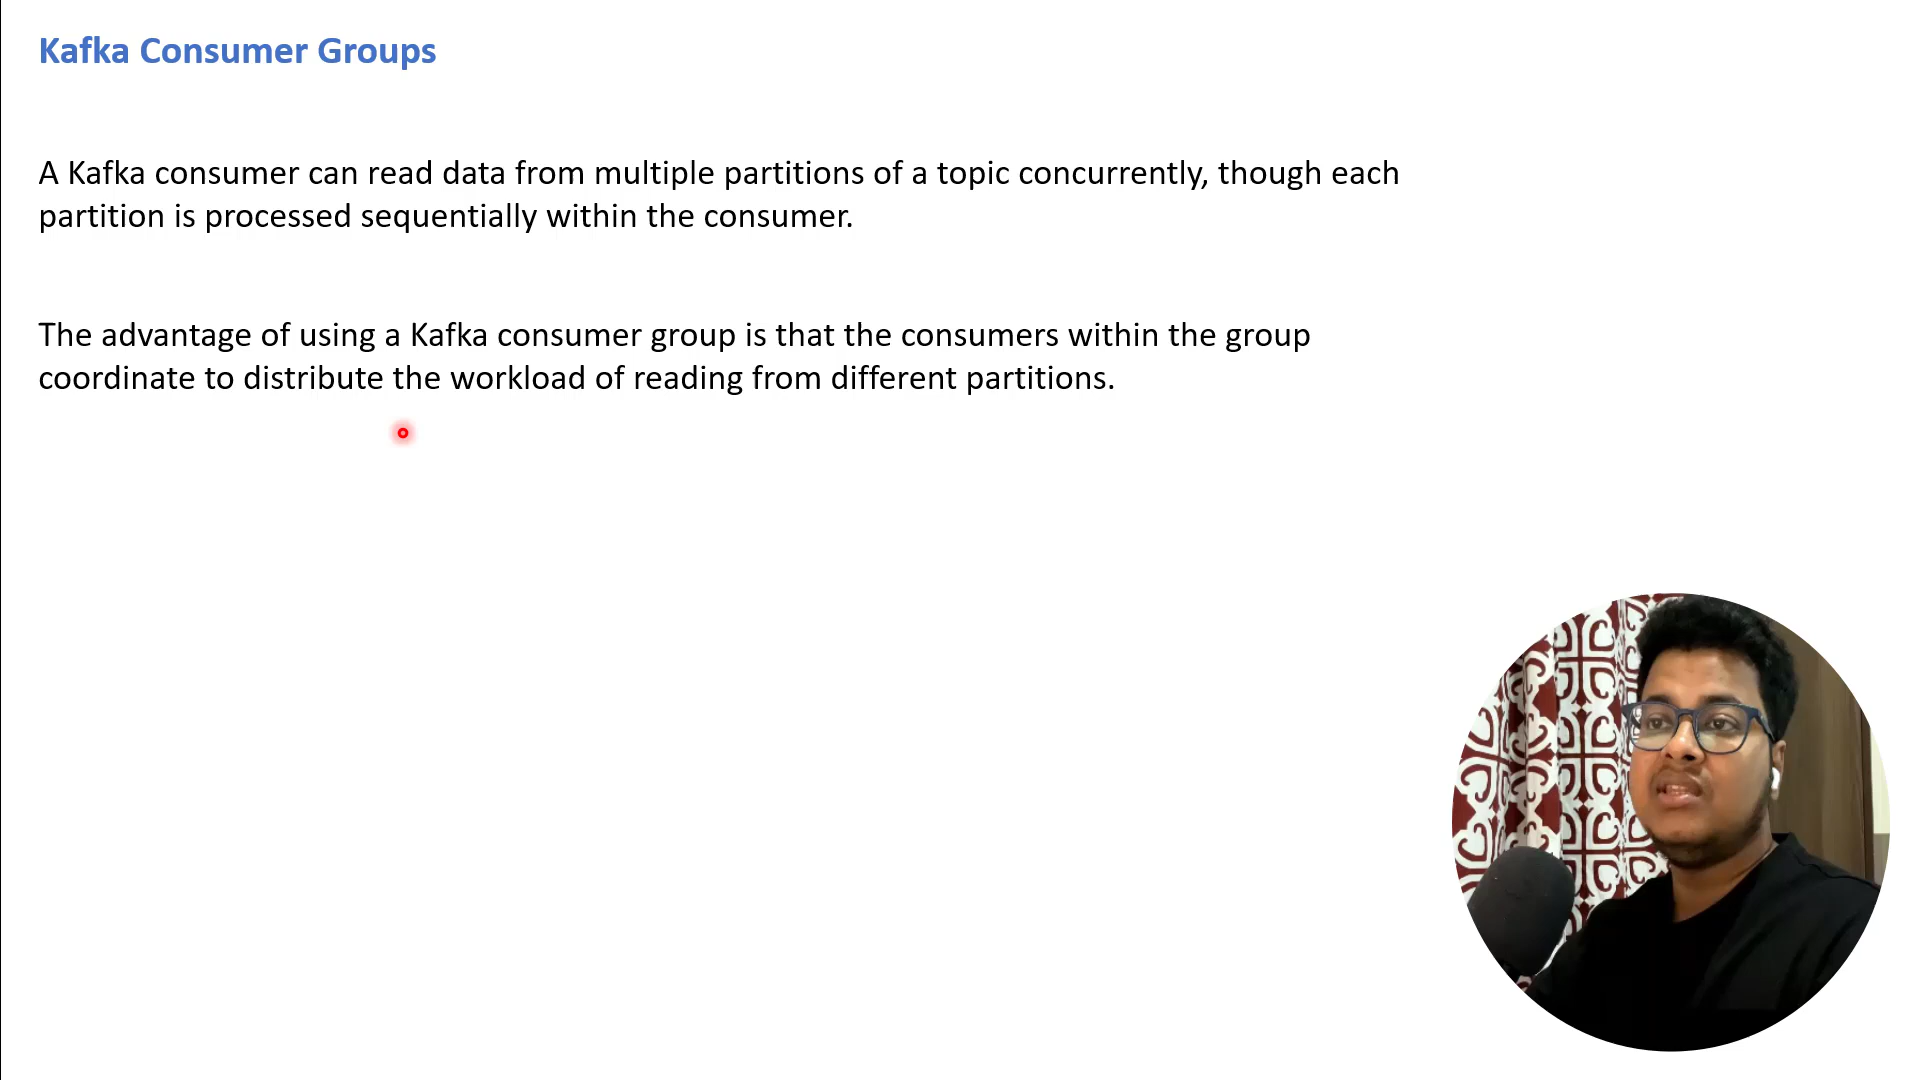 Kafka Consumer Groups
A Kafka consumer can read data from multiple partitions of a topic concurrently, though each
partition is processed sequentially within the consumer.
The advantage of using a Kafka consumer group is that the consumers within the group
coordinate to distribute the workload of reading from different partitions.